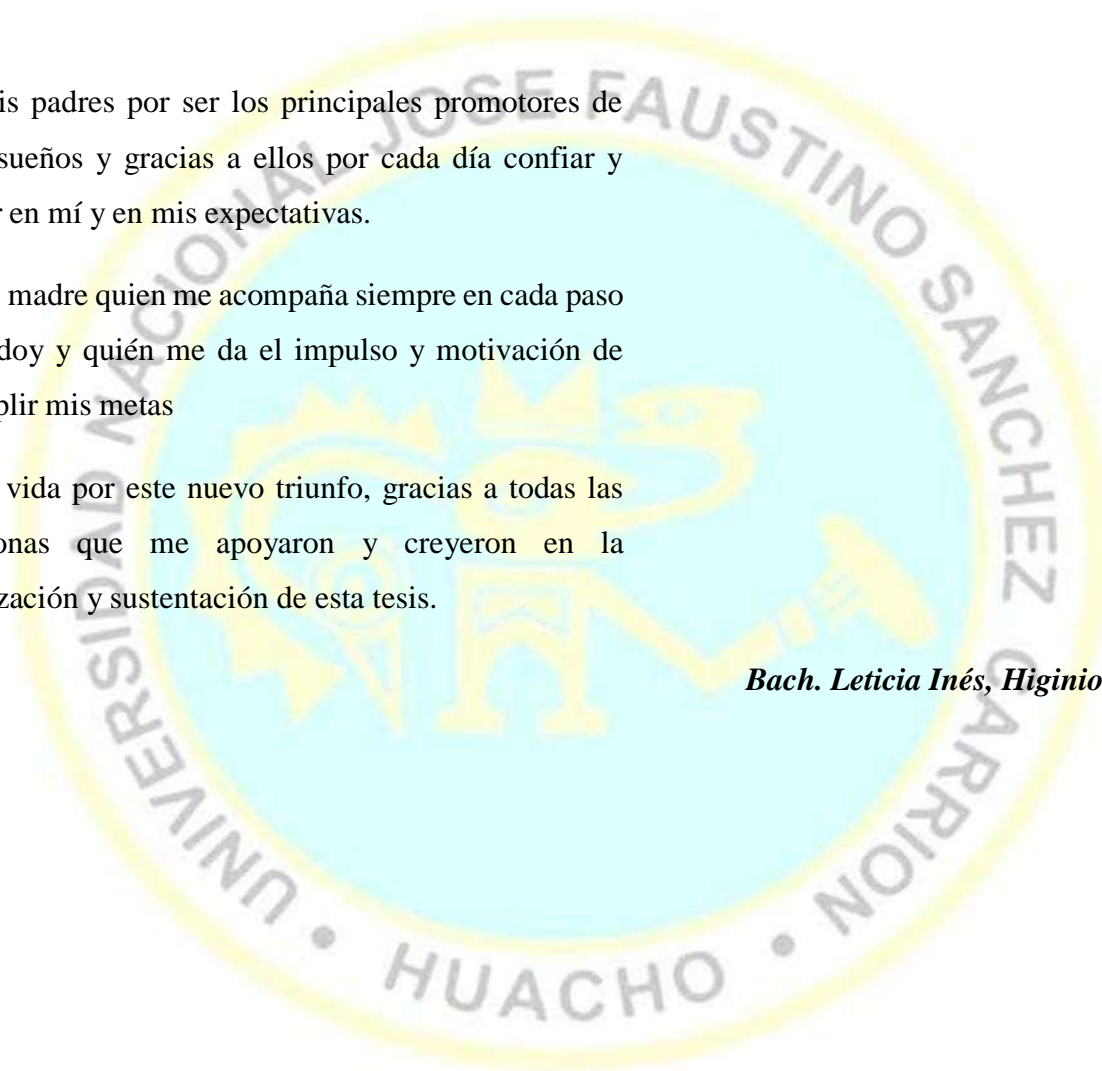 is padres por ser los principales promotores de
sueños y gracias a ellos por cada día confiar y
r en mí y en mis expectativas.
madre quien me acompaña siempre en cada paso
doy y quién me da el impulso y motivación de
plir mis metas
vida por este nuevo triunfo, gracias a todas las
onas que me apoyaron y creyeron en la
zación y sustentación de esta tesis.
Bach. Leticia Inés, Higinio
UNIVERSIDAD NACIONAL JOSE FAUSTINO SANCHEZ CARRION • HUACHO •